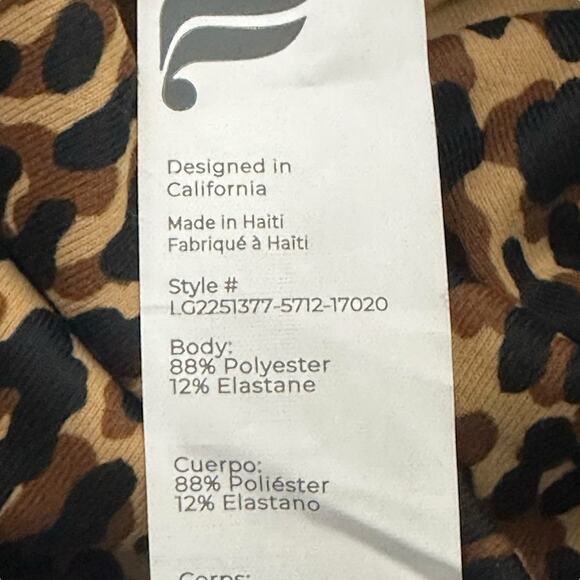 Designed in
California
Made in Haiti
Fabriqué à Haïti
Style #
LG2251377-5712-17020
Body:
88% Polyester
12% Elastane
Cuerpo:
88% Poliéster
12% Elastano
Corps: